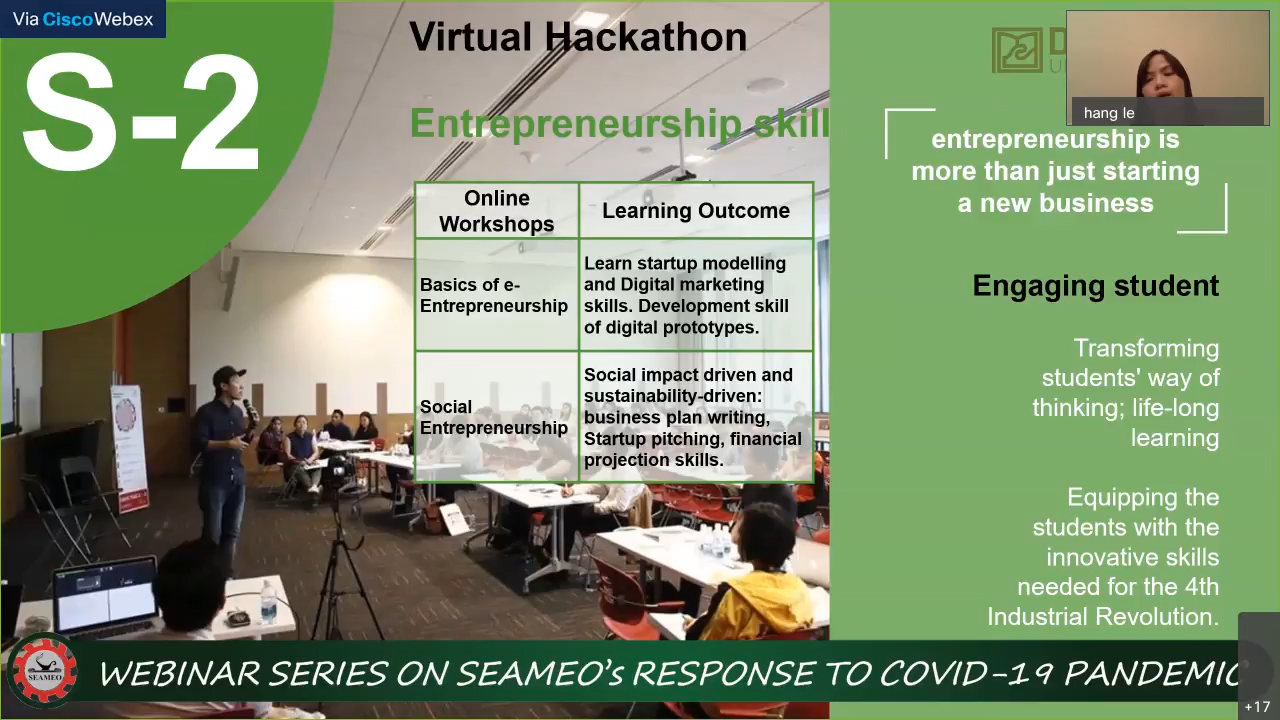 Via Cisco Webex
S-2
Virtual Hackathon
Entrepreneurship skill
Online
Workshops
Learning Outcome
Basics of e-
Entrepreneurship
Learn startup modelling
and Digital marketing
skills. Development skill
of digital prototypes.
Social
Entrepreneurship
Social impact driven and
sustainability-driven:
business plan writing,
Startup pitching, financial
projection skills.
hang le
entrepreneurship is
more than just starting
a new business
Engaging student
Transforming
students' way of
thinking; life-long
learning
Equipping the
students with the
innovative skills
needed for the 4th
Industrial Revolution.
SEAMEO
WEBINAR SERIES ON SEAMEO's RESPONSE TO COVID-19 PANDEMIC
+17